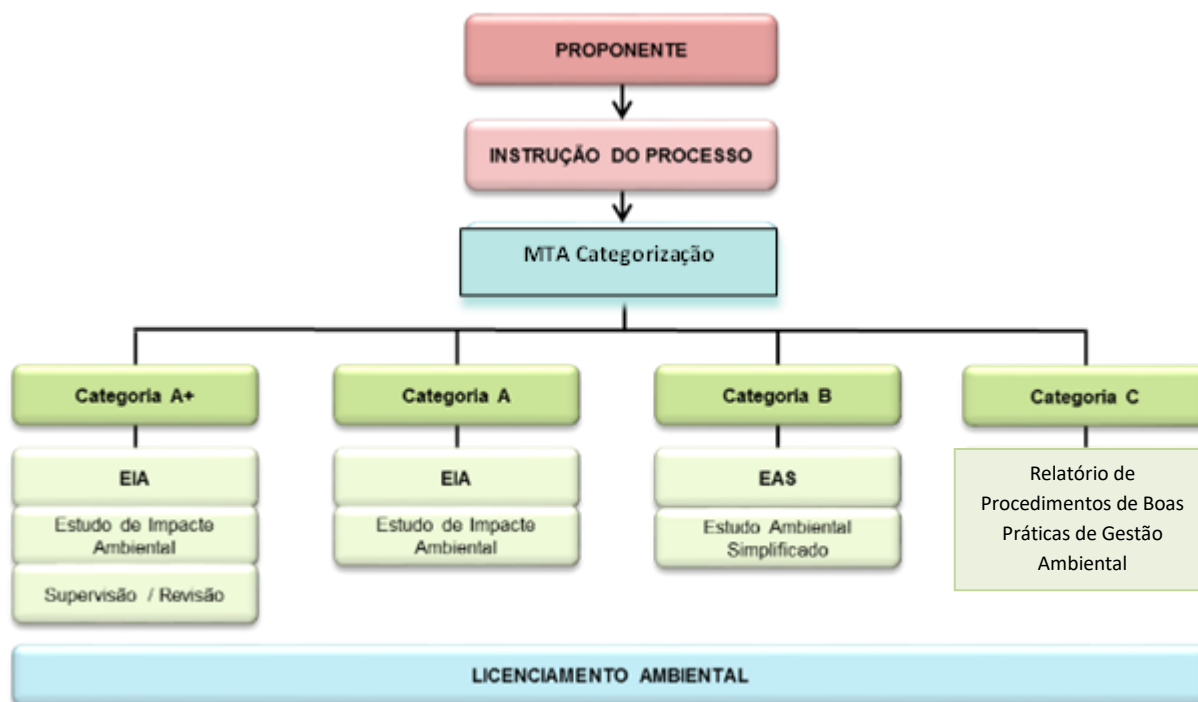 PROPONENTE
INSTRUÇÃO DO PROCESSO
MTA Categorização
Categoria A+
Categoria A
Categoria B
Categoria C
EIA
Estudo de Impacte
Ambiental
Supervisão / Revisão
EIA
Estudo de Impacte
Ambiental
EAS
Estudo Ambiental
Simplificado
Relatório de
Procedimentos de Boas
Práticas de Gestão
Ambiental
LICENCIAMENTO AMBIENTAL